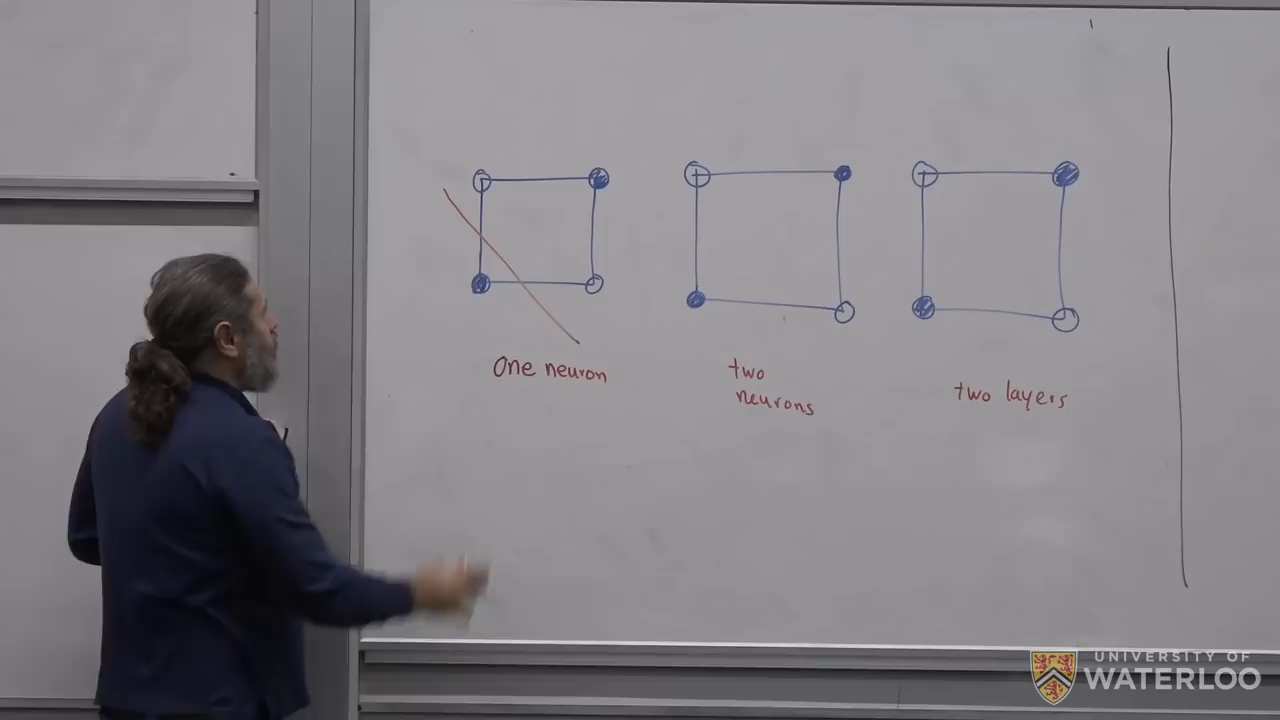 One neuron
two
neurons
two layers
UNIVERSITY OF
WATERLOO